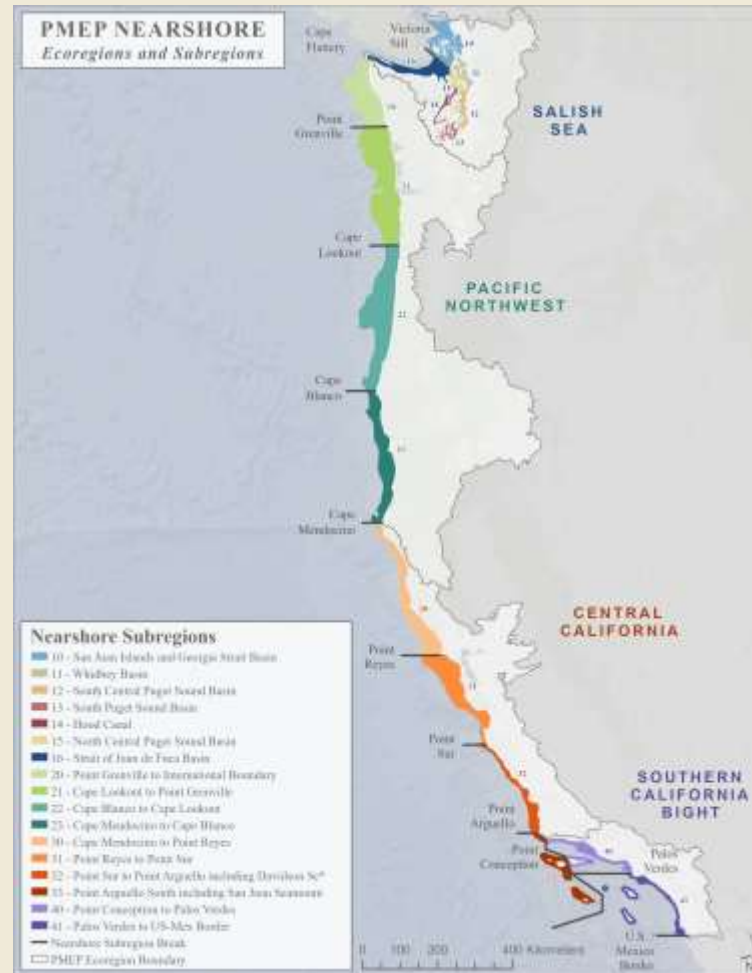 PMEP NEARSHORE
Ecoregions and Subregions
Cape
Flattery
Victoria
Sill
Point
Grenville
SALISH
SEA
Cape
Lookout
PACIFIC
NORTHWEST
Cape
Blanco
Cape
Mendocino
CENTRAL
CALIFORNIA
Point
Reyes
Point
Sur
SOUTHERN
CALIFORNIA
BIGHT
Point
Arguello
Point
Conception
Palos
Verdes
U.S.
Mexico
Border
Nearshore Subregions
10 - San Juan Islands and Georgia Strait Basin
11 - Whidbey Basin
12 - South Central Puget Sound Basin
13 - South Puget Sound Basin
14 - Hood Canal
15 - North Central Puget Sound Basin
16 - Strait of Juan de Fuca Basin
20 - Point Grenville to International Boundary
21 - Cape Lookout to Point Grenville
22 - Cape Blanco to Cape Lookout
23 - Cape Mendocino to Cape Blanco
30 - Cape Mendocino to Point Reyes
31 - Point Reyes to Point Sur
32 - Point Sur to Point Arguello including Davidson Se*
33 - Point Arguello South including San Juan Seamount
40 - Point Conception to Palos Verdes
41 - Palos Verdes to US-Mex Border
Nearshore Subregion Break
PMEP Ecoregion Boundary
0 100 200 400 Kilometers